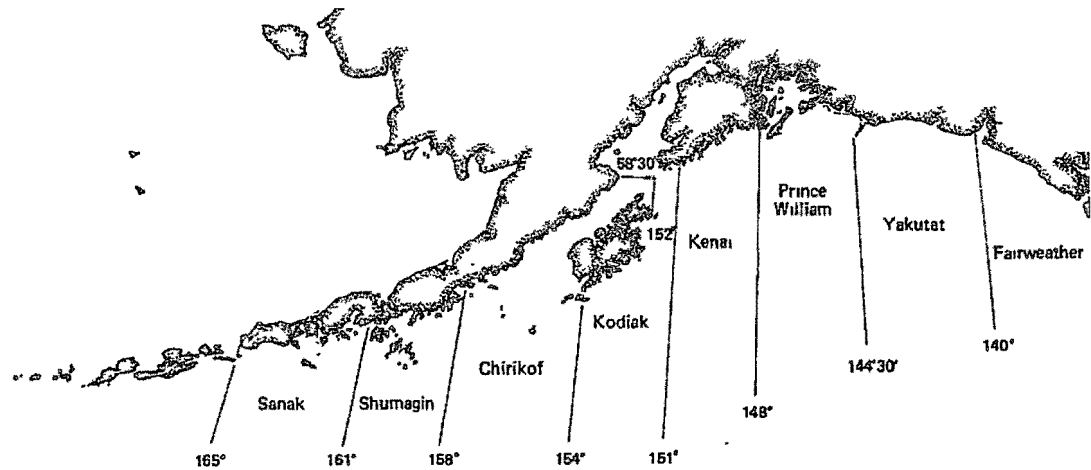 58°30'
152°
Prince
William
Kenai
Yakutat
Fairweather
Kodiak
Chirikof
Sanak
Shumagin
140°
144°30'
148°
165°
161°
158°
154°
151°